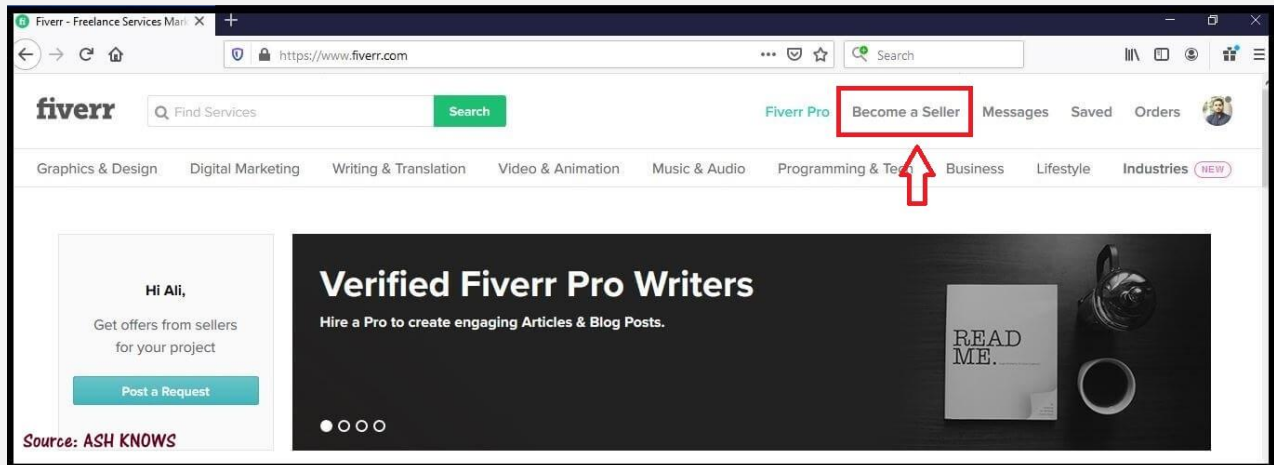 Fiverr - Freelance Services Mar
https://www.fiverr.com
Search
fiverr
Find Services
Search
Fiverr Pro
Become a Seller
Messages
Saved
Orders
Graphics & Design
Digital Marketing
Writing & Translation
Video & Animation
Music & Audio
Programming & Tech
Business
Lifestyle
Industries
NEW
Hi Ali,
Get offers from sellers
for your project
Post a Request
Verified Fiverr Pro Writers
Hire a Pro to create engaging Articles & Blog Posts.
READ
ME.
Source: ASH KNOWS